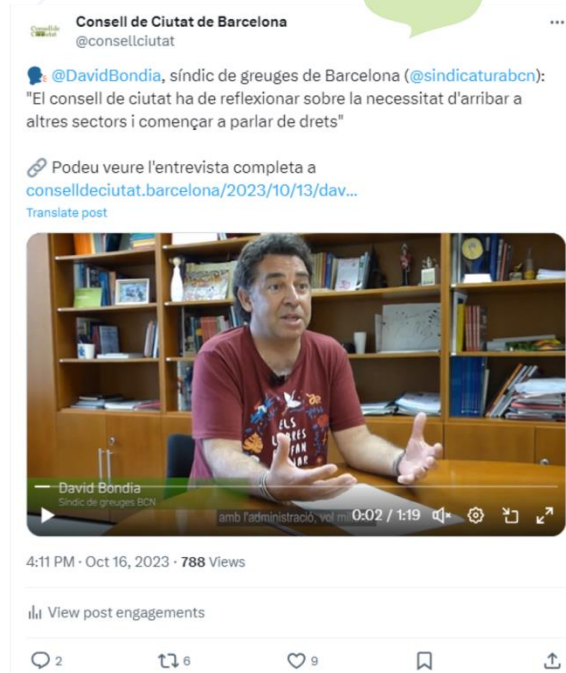 Consell de Ciutat de Barcelona
@consellciutat
@DavidBondia, síndic de greuges de Barcelona (@sindicaturabcn):
"El consell de ciutat ha de reflexionar sobre la necessitat d'arribar a
altres sectors i començar a parlar de drets"
Podeu veure l'entrevista completa a
conselldeciutat.barcelona/2023/10/13/dav...
Translate post
ELS
David Bondia
Síndic de greuges BCN
amb l'administració, vol
0:02 / 1:19
4:11 PM · Oct 16, 2023 · 788 Views
View post engagements
2 6 9